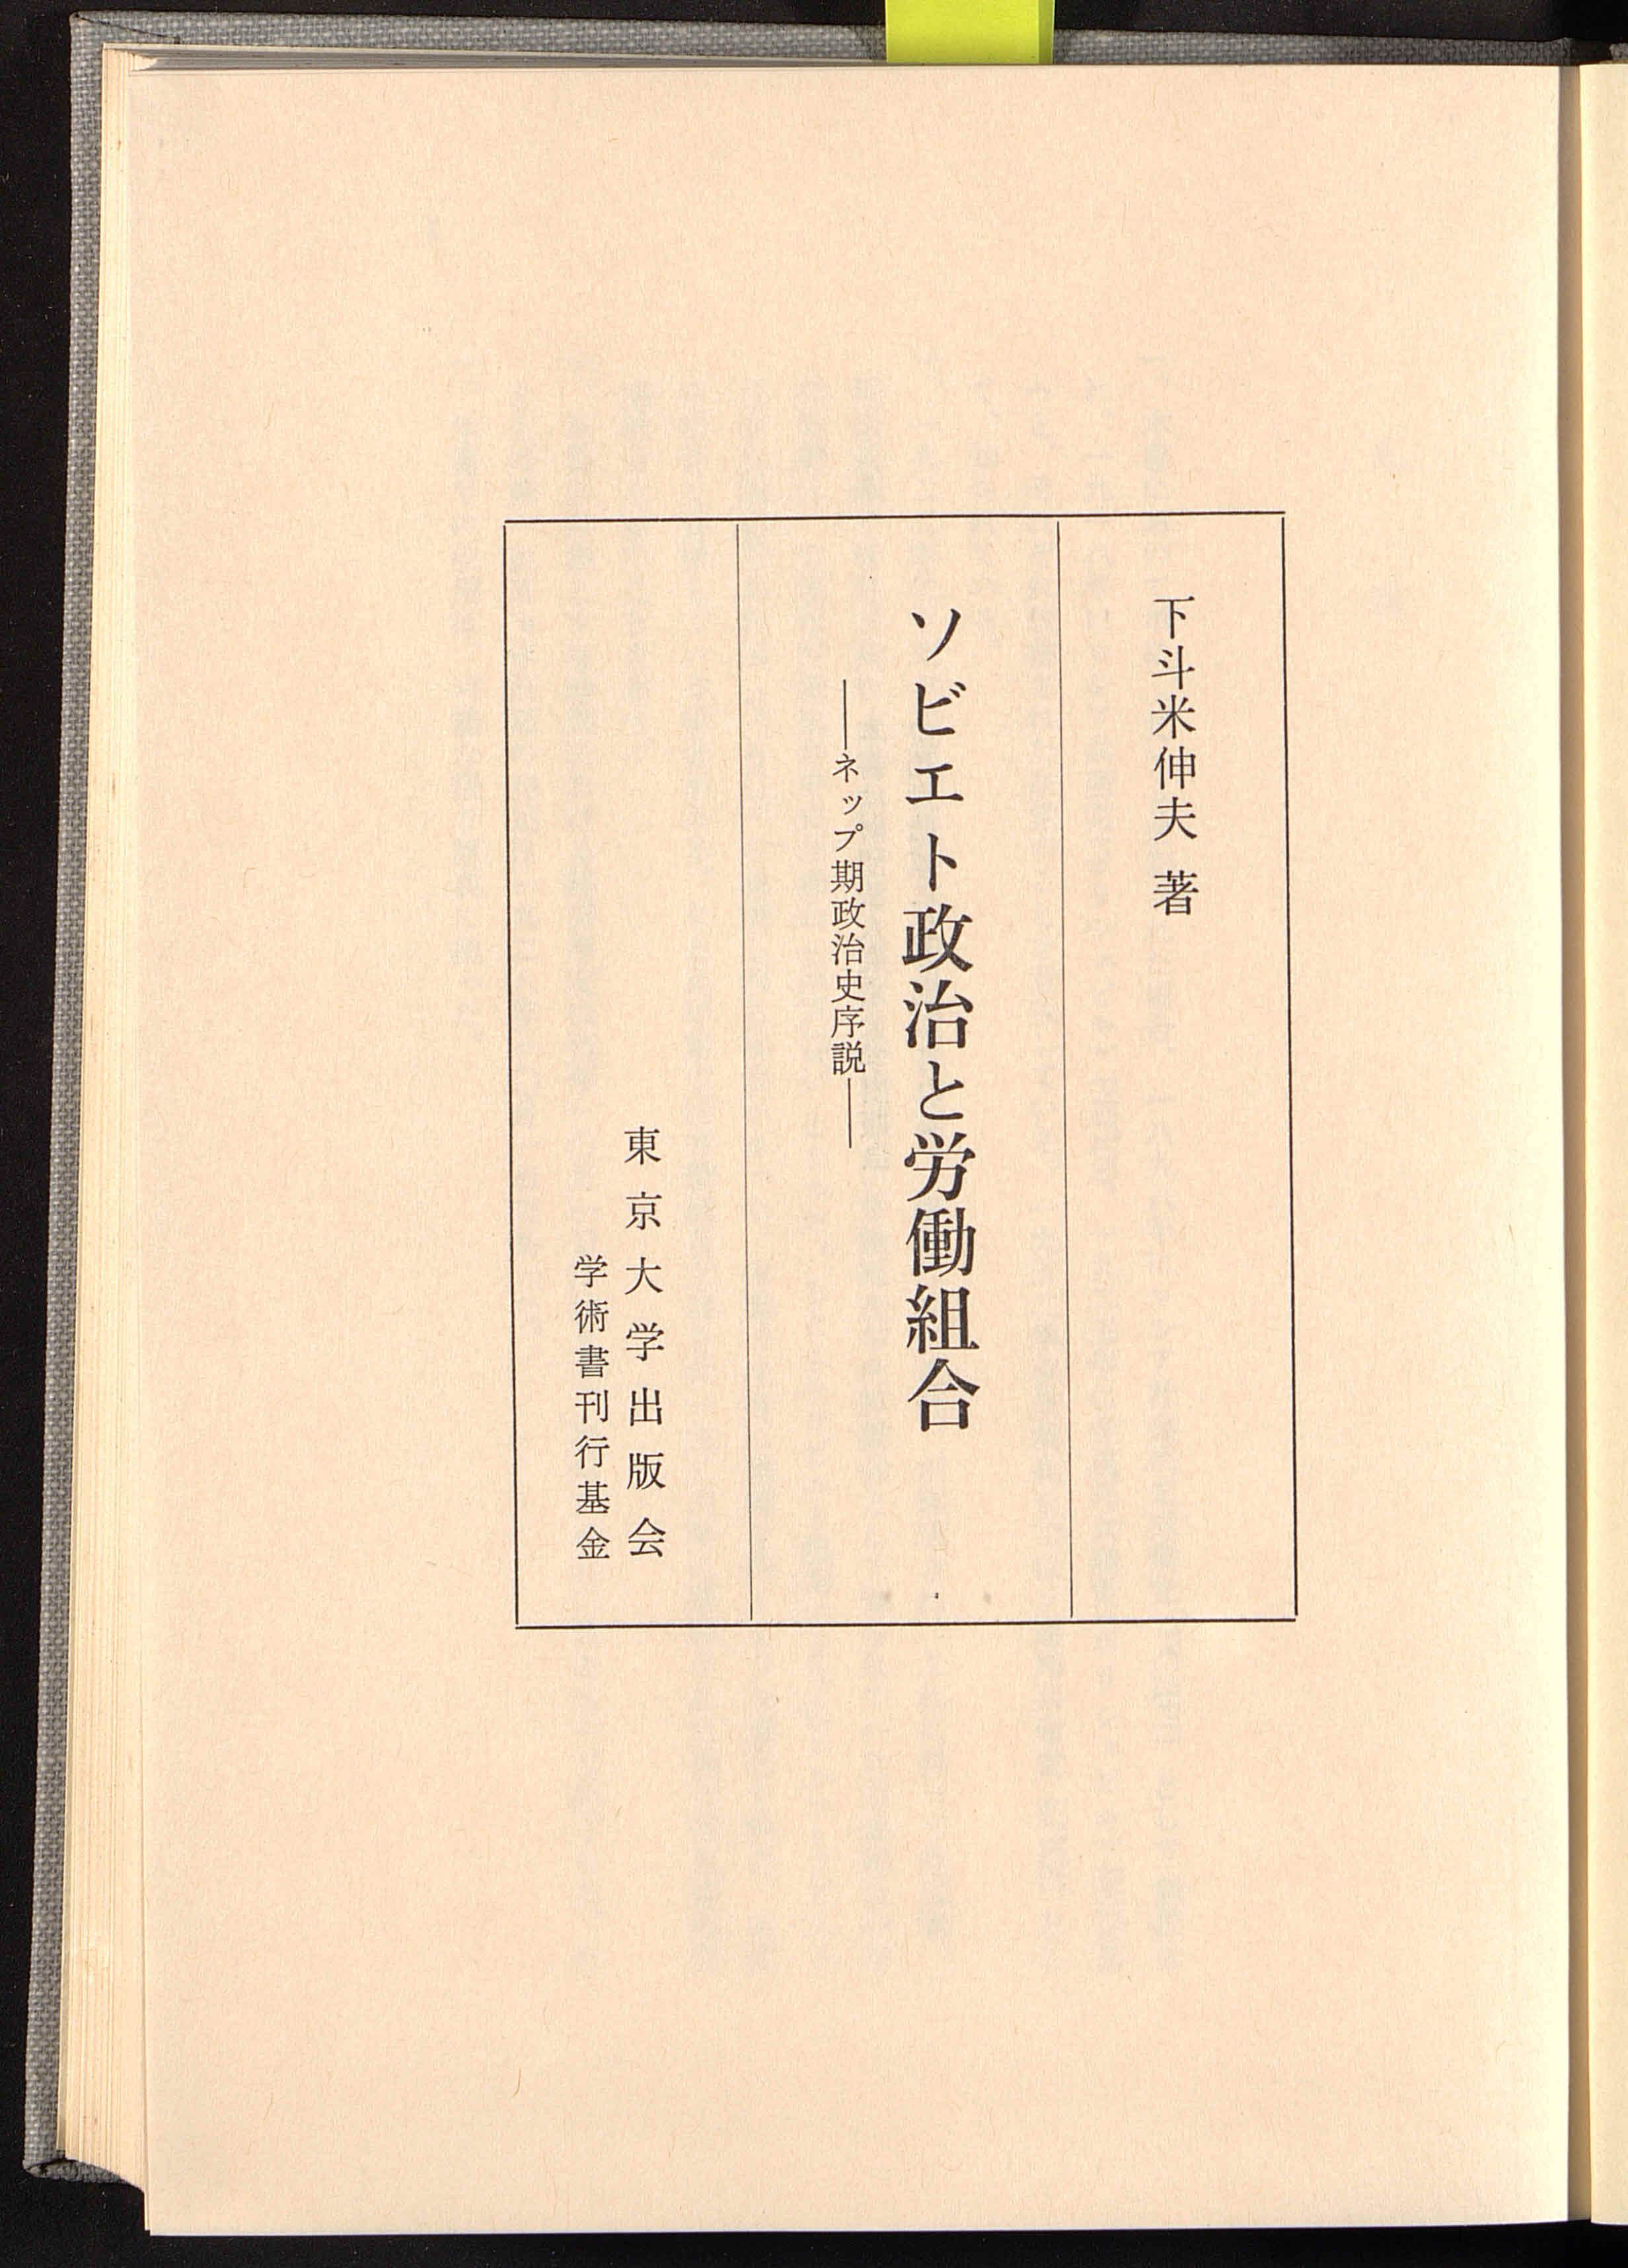 下斗米伸夫 著
ソビエト政治と労働組合
――ネップ期政治史序説――
東京大学出版会
学術書刊行基金